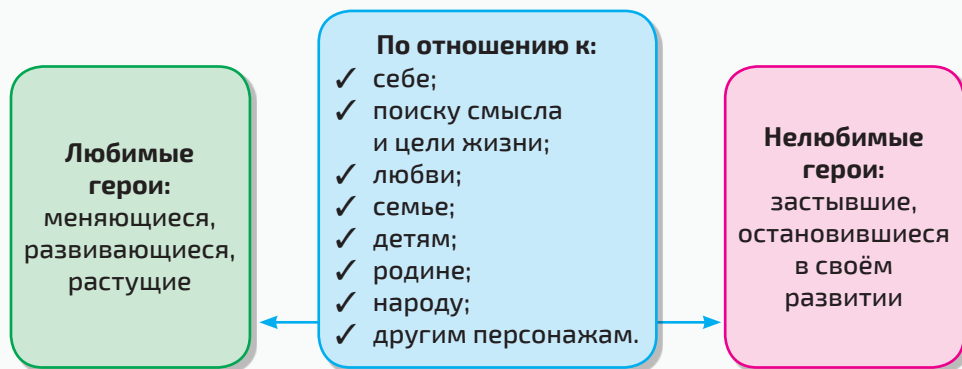 Любимые
герои:
меняющиеся,
развивающиеся,
растущие
По отношению к:
✓ себе;
✓ поиску смысла
и цели жизни;
✓ любви;
✓ семье;
✓ детям;
✓ родине;
✓ народу;
✓ другим персонажам.
Нелюбимые
герои:
застывшие,
остановившиеся
в своём
развитии